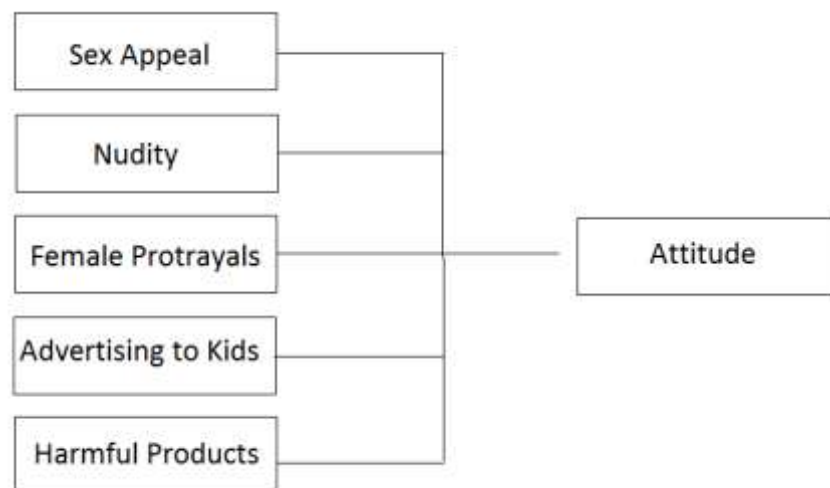 Sex Appeal
Nudity
Female Protrayals
Attitude
Advertising to Kids
Harmful Products